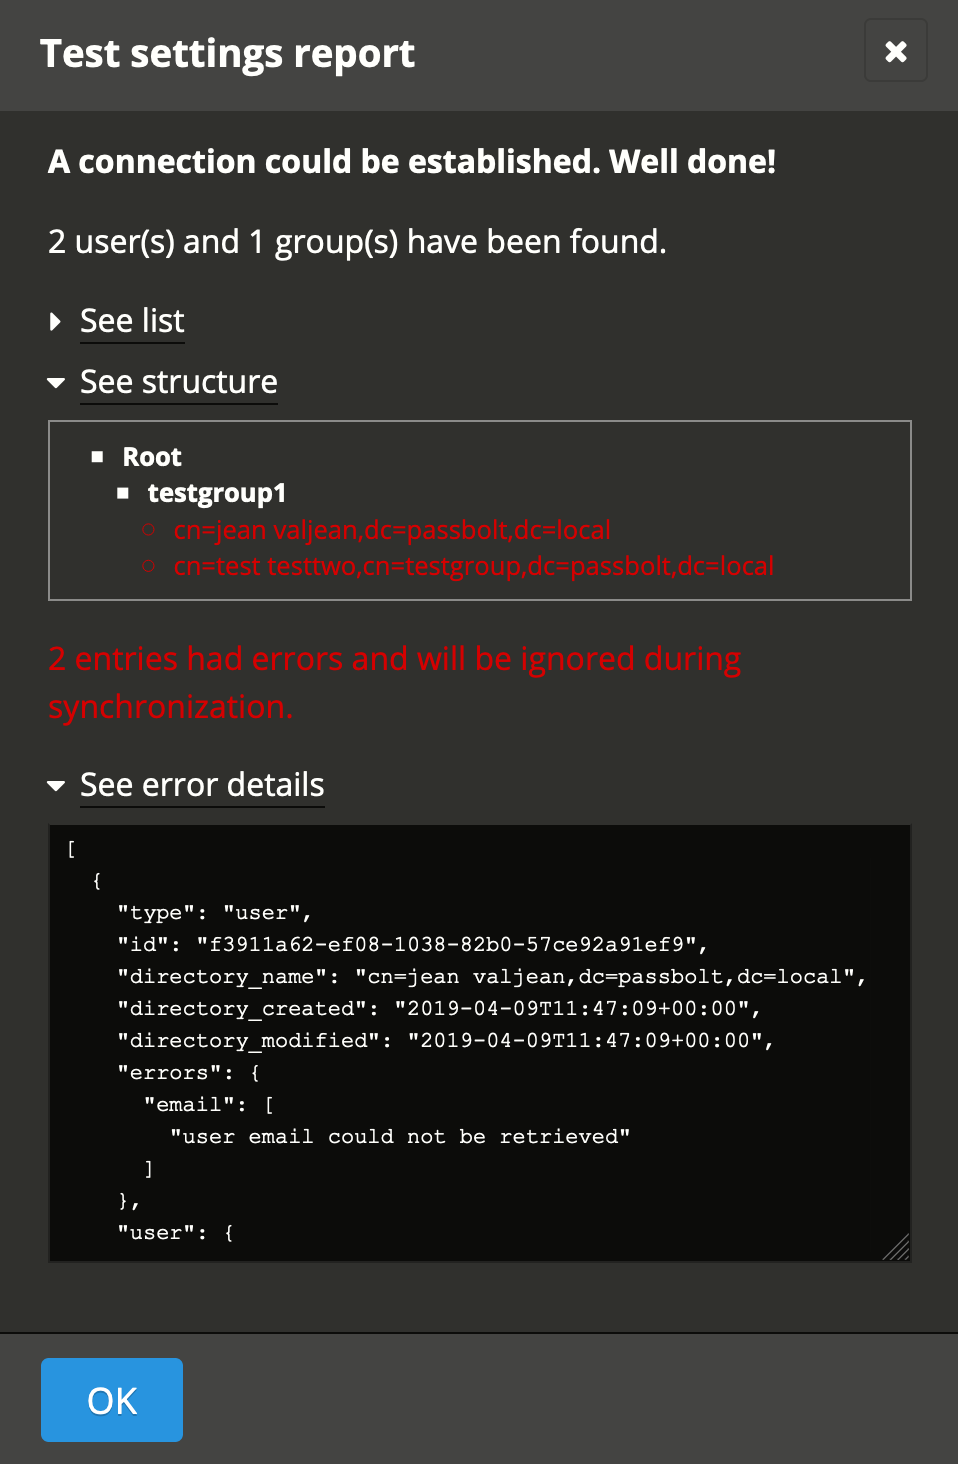 Test settings report
A connection could be established. Well done!
2 user(s) and 1 group(s) have been found.
See list
See structure
Root
testgroup1
cn=jean valjean,dc=passbolt,dc=local
cn=test testtwo,cn=testgroup,dc=passbolt,dc=local
2 entries had errors and will be ignored during
synchronization.
See error details
[
{
"type": "user",
"id": "f3911a62-ef08-1038-82b0-57ce92a91ef9",
"directory_name": "cn=jean valjean,dc=passbolt,dc=local",
"directory_created": "2019-04-09T11:47:09+00:00",
"directory_modified": "2019-04-09T11:47:09+00:00",
"errors": {
"email": [
"user email could not be retrieved"
]
},
"user": {
OK